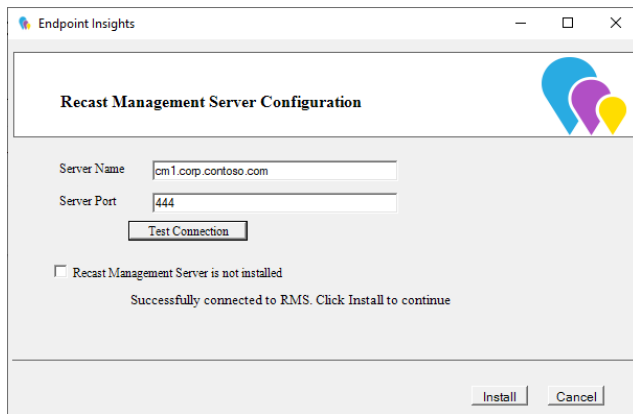 Endpoint Insights
Recast Management Server Configuration
Server Name cm1.corp.contoso.com
Server Port 444
Test Connection
Recast Management Server is not installed
Successfully connected to RMS. Click Install to continue
Install Cancel